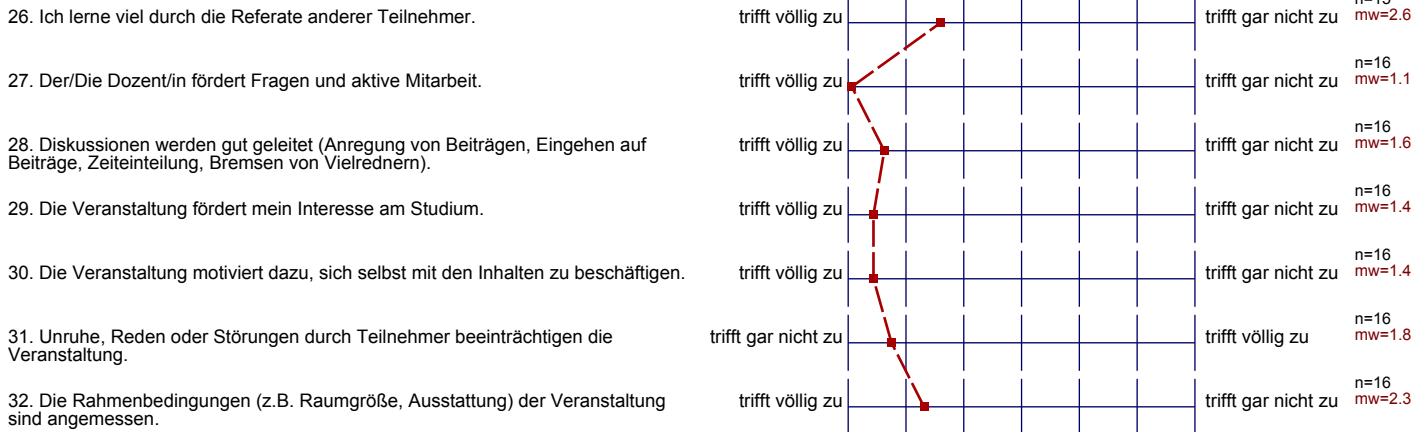 26. Ich lerne viel durch die Referate anderer Teilnehmer. trifft völlig zu trifft gar nicht zu mw=2.6
n=16
27. Der/Die Dozent/in fördert Fragen und aktive Mitarbeit. trifft völlig zu trifft gar nicht zu mw=1.1
n=16
28. Diskussionen werden gut geleitet (Anregung von Beiträgen, Eingehen auf trifft völlig zu trifft gar nicht zu mw=1.6
Beiträge, Zeiteinteilung, Bremsen von Vielrednern).
n=16
29. Die Veranstaltung fördert mein Interesse am Studium. trifft völlig zu trifft gar nicht zu mw=1.4
n=16
30. Die Veranstaltung motiviert dazu, sich selbst mit den Inhalten zu beschäftigen. trifft völlig zu trifft gar nicht zu mw=1.4
n=16
31. Unruhe, Reden oder Störungen durch Teilnehmer beeinträchtigen die trifft gar nicht zu trifft völlig zu mw=1.8
Veranstaltung.
n=16
32. Die Rahmenbedingungen (z.B. Raumgröße, Ausstattung) der Veranstaltung trifft völlig zu trifft gar nicht zu mw=2.3
sind angemessen.